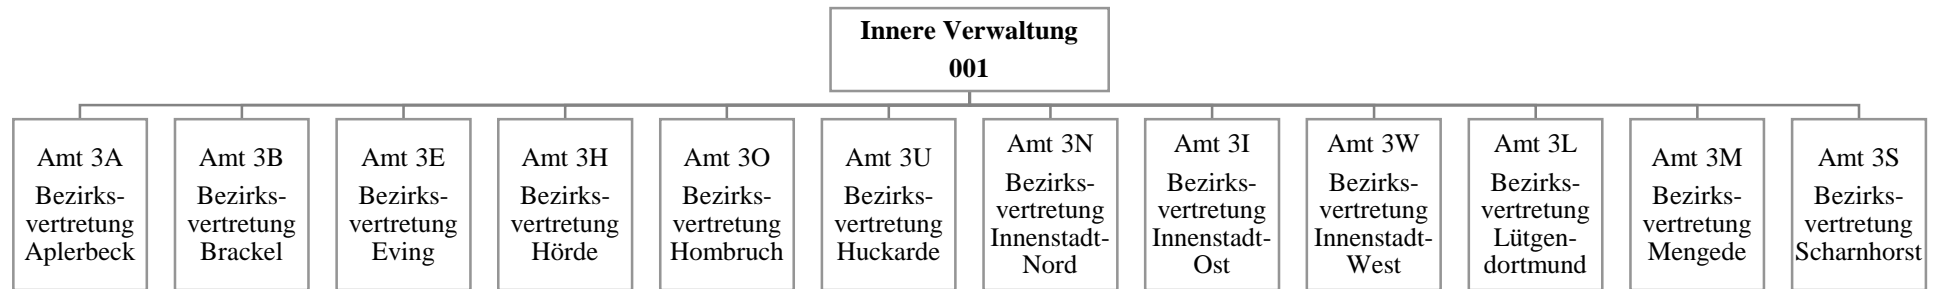 Innere Verwaltung
001
Amt 3A
Bezirks-
vertretung
Aplerbeck
Amt 3B
Bezirks-
vertretung
Brackel
Amt 3E
Bezirks-
vertretung
Eving
Amt 3H
Bezirks-
vertretung
Hörde
Amt 3O
Bezirks-
vertretung
Hombruch
Amt 3U
Bezirks-
vertretung
Huckarde
Amt 3N
Bezirks-
vertretung
Innenstadt-
Nord
Amt 3I
Bezirks-
vertretung
Innenstadt-
Ost
Amt 3W
Bezirks-
vertretung
Innenstadt-
West
Amt 3L
Bezirks-
vertretung
Lütgen-
dortmund
Amt 3M
Bezirks-
vertretung
Mengede
Amt 3S
Bezirks-
vertretung
Scharnhorst